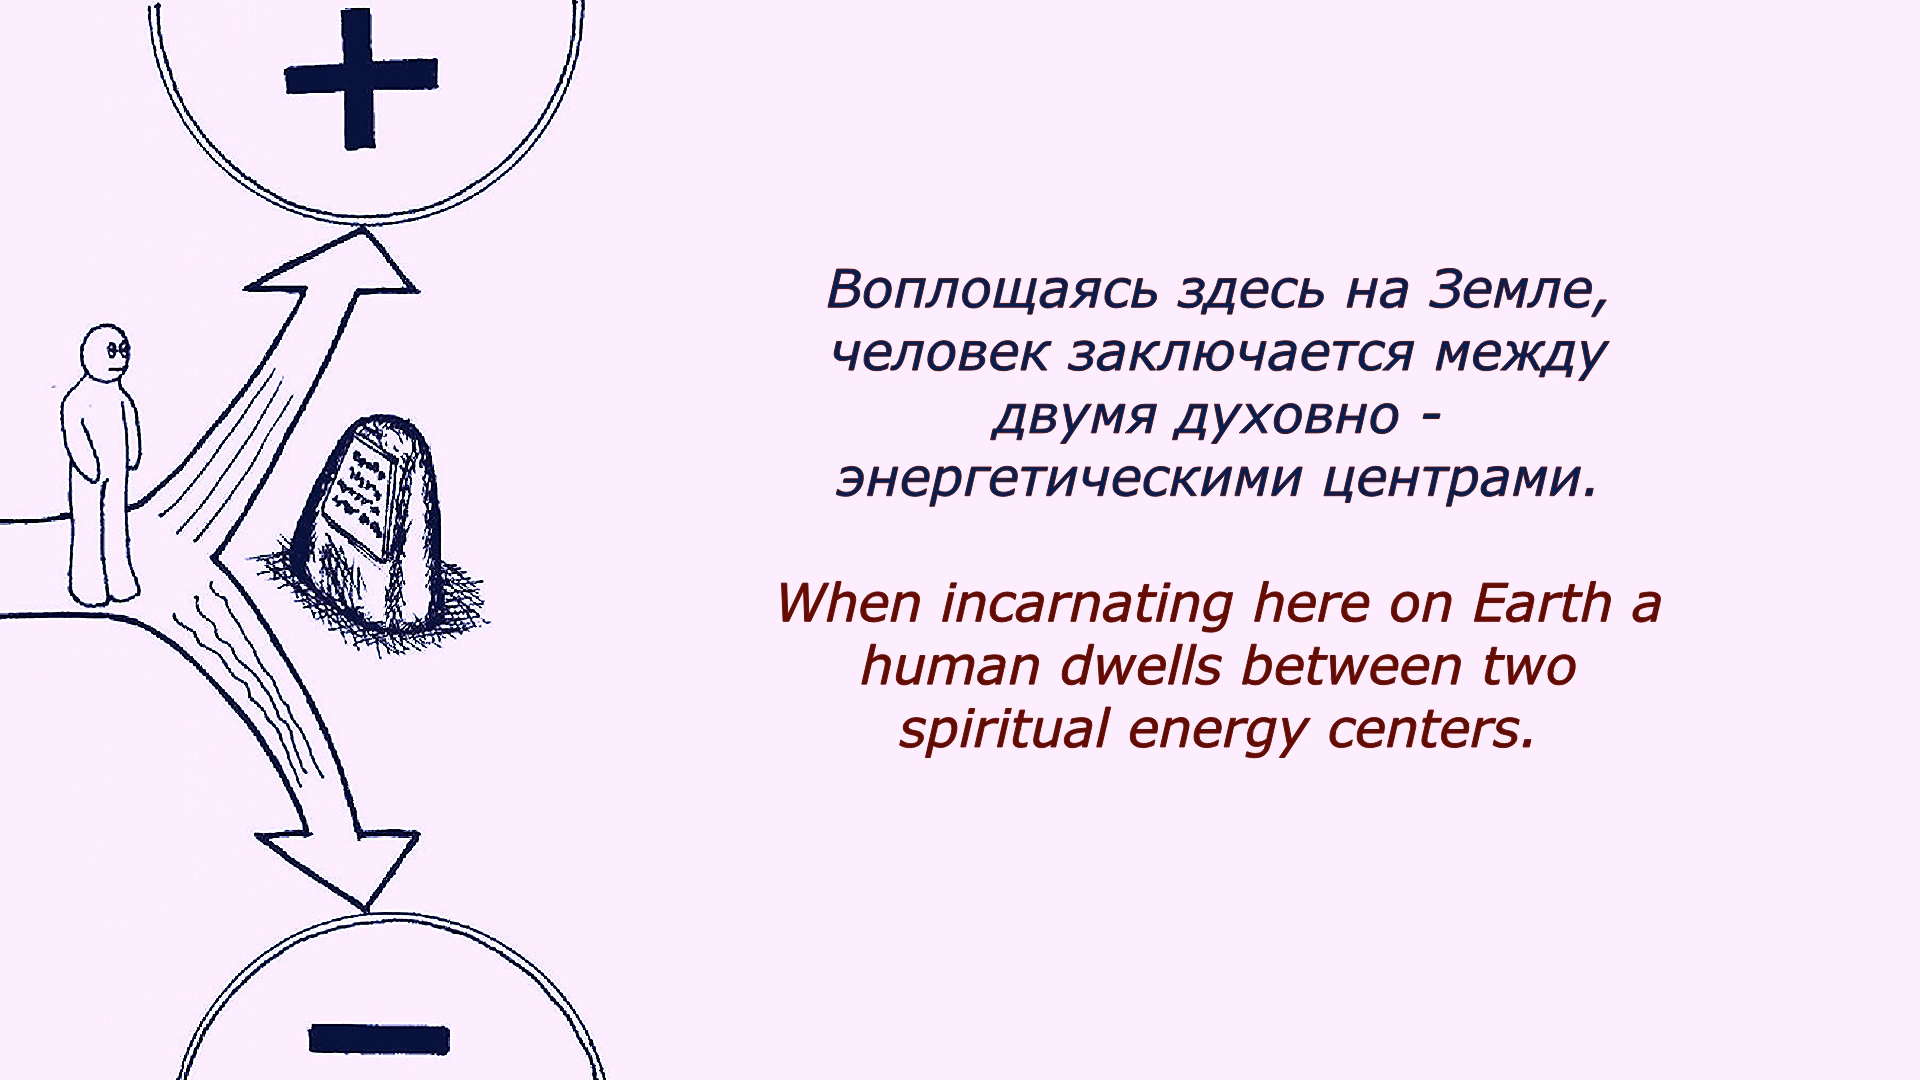 Воплощаясь здесь на Земле,
человек заключается между
двумя духовно -
энергетическими центрами.
When incarnating here on Earth a
human dwells between two
spiritual energy centers.